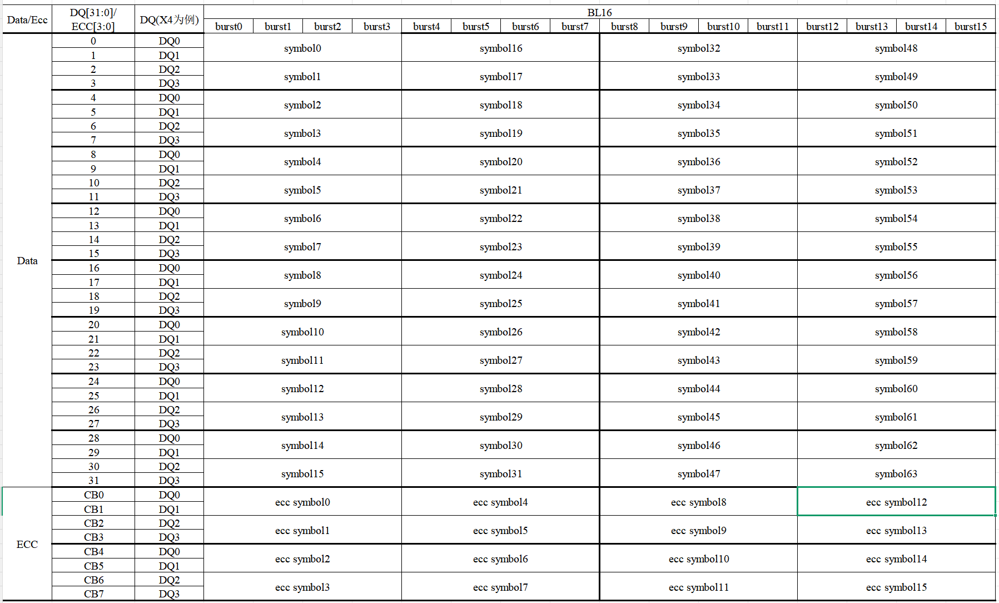 Data/Ecc DQ[31:0]/ DQ(X4为例) BL16
ECC[3:0] burst0 burst1 burst2 burst3 burst4 burst5 burst6 burst7 burst8 burst9 burst10 burst11 burst12 burst13 burst14 burst15
Data
0 DQ0 symbol0 symbol16 symbol32 symbol48
1 DQ1
2 DQ2 symbol1 symbol17 symbol33 symbol49
3 DQ3
4 DQ0 symbol2 symbol18 symbol34 symbol50
5 DQ1
6 DQ2 symbol3 symbol19 symbol35 symbol51
7 DQ3
8 DQ0 symbol4 symbol20 symbol36 symbol52
9 DQ1
10 DQ2 symbol5 symbol21 symbol37 symbol53
11 DQ3
12 DQ0 symbol6 symbol22 symbol38 symbol54
13 DQ1
14 DQ2 symbol7 symbol23 symbol39 symbol55
15 DQ3
16 DQ0 symbol8 symbol24 symbol40 symbol56
17 DQ1
18 DQ2 symbol9 symbol25 symbol41 symbol57
19 DQ3
20 DQ0 symbol10 symbol26 symbol42 symbol58
21 DQ1
22 DQ2 symbol11 symbol27 symbol43 symbol59
23 DQ3
24 DQ0 symbol12 symbol28 symbol44 symbol60
25 DQ1
26 DQ2 symbol13 symbol29 symbol45 symbol61
27 DQ3
28 DQ0 symbol14 symbol30 symbol46 symbol62
29 DQ1
30 DQ2 symbol15 symbol31 symbol47 symbol63
31 DQ3
ECC
CB0 DQ0 ecc symbol0 ecc symbol4 ecc symbol8 ecc symbol12
CB1 DQ1
CB2 DQ2 ecc symbol1 ecc symbol5 ecc symbol9 ecc symbol13
CB3 DQ3
CB4 DQ0 ecc symbol2 ecc symbol6 ecc symbol10 ecc symbol14
CB5 DQ1
CB6 DQ2 ecc symbol3 ecc symbol7 ecc symbol11 ecc symbol15
CB7 DQ3